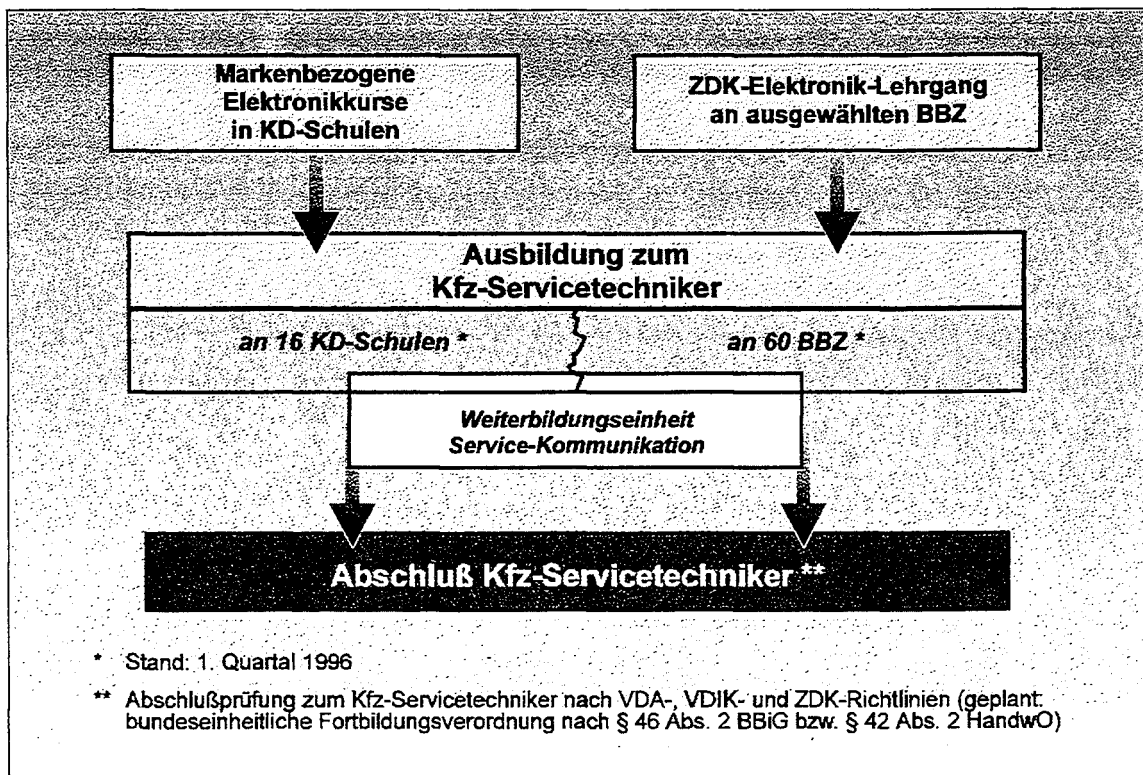 Markenbezogene
Elektronikkurse
in KD-Schulen
ZDK-Elektronik-Lehrgang
an ausgewählten BBZ
Ausbildung zum
Kfz-Servicetechniker
an 16 KD-Schulen *
an 60 BBZ *
Weiterbildungseinheit
Service-Kommunikation
Abschluß Kfz-Servicetechniker **
* Stand: 1. Quartal 1996
** Abschlußprüfung zum Kfz-Servicetechniker nach VDA-, VDIK- und ZDK-Richtlinien (geplant:
bundeseinheitliche Fortbildungsverordnung nach § 46 Abs. 2 BBiG bzw. § 42 Abs. 2 HandwO)